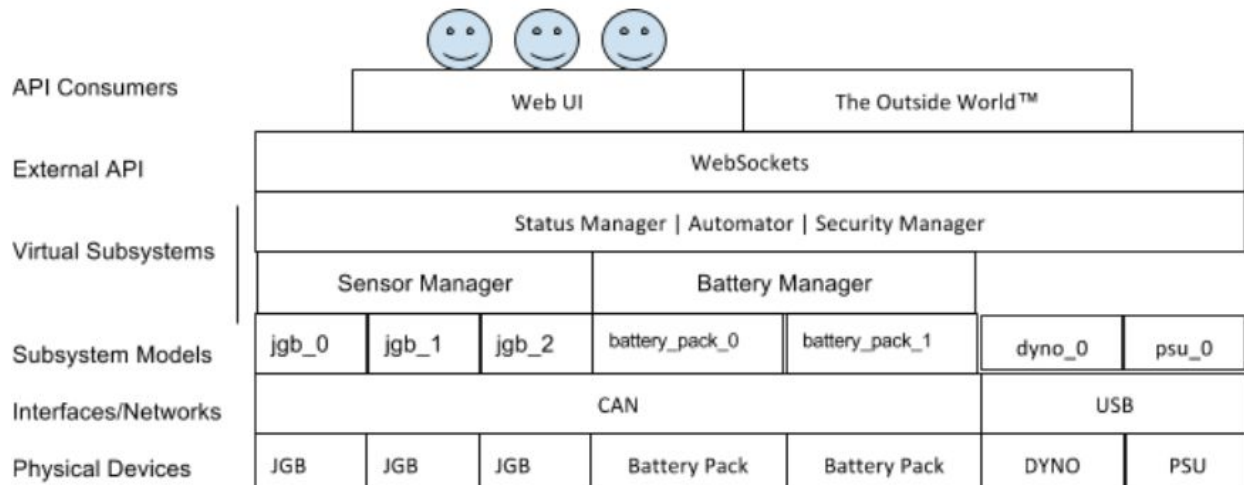 API Consumers
Web UI
The Outside World™
External API
WebSockets
Virtual Subsystems
Status Manager | Automator | Security Manager
Sensor Manager
Battery Manager
Subsystem Models
jgb_0
jgb_1
jgb_2
battery_pack_0
battery_pack_1
dyno_0
psu_0
Interfaces/Networks
CAN
USB
Physical Devices
JGB
JGB
JGB
Battery Pack
Battery Pack
DYNO
PSU